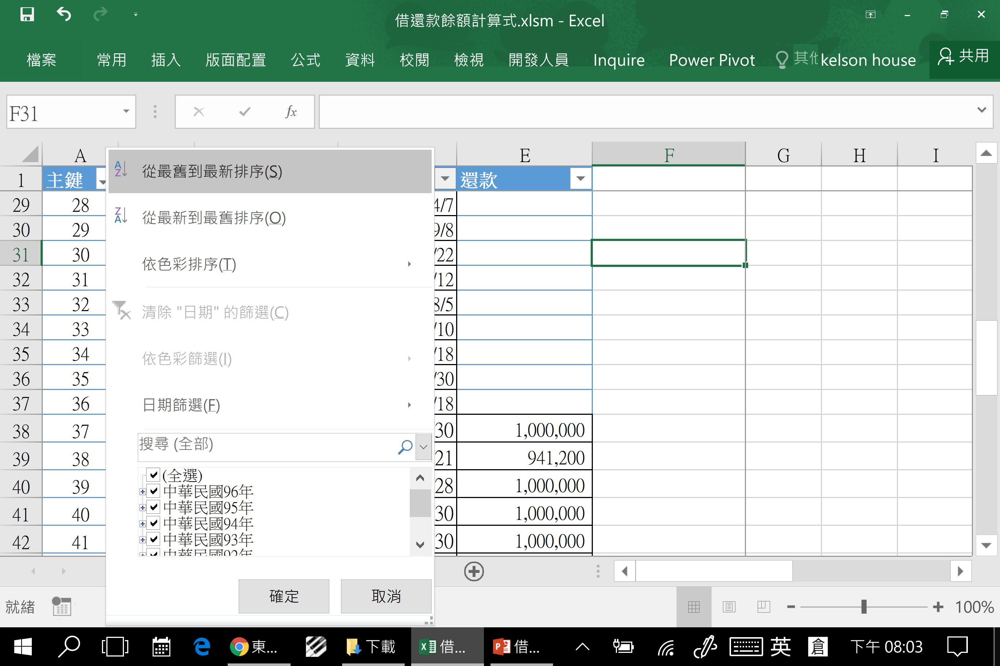 借還款餘額計算式.xlsm - Excel
檔案 常用 插入 版面配置 公式 資料 校閱 檢視 開發人員 Inquire Power Pivot 其他 kelson house 共用
F31 fx
A E F G H I
1 主鍵 還款
從最舊到最新排序(S)
從最新到最舊排序(O)
依色彩排序(T)
清除 "日期" 的篩選(C)
依色彩篩選(I)
日期篩選(F)
搜尋 (全部)
(全選)
中華民國96年
中華民國95年
中華民國94年
中華民國93年
中華民國92年
確定 取消
29 28 4/7
30 29 9/8
31 30 /22
32 31 /12
33 32 8/5
34 33 /10
35 34 /18
36 35 /30
37 36 /18
38 37 30 1,000,000
39 38 21 941,200
40 39 28 1,000,000
41 40 30 1,000,000
42 41 30 1,000,000
就緒 100%
東... 下載 借... 借... 英 倉 下午 08:03